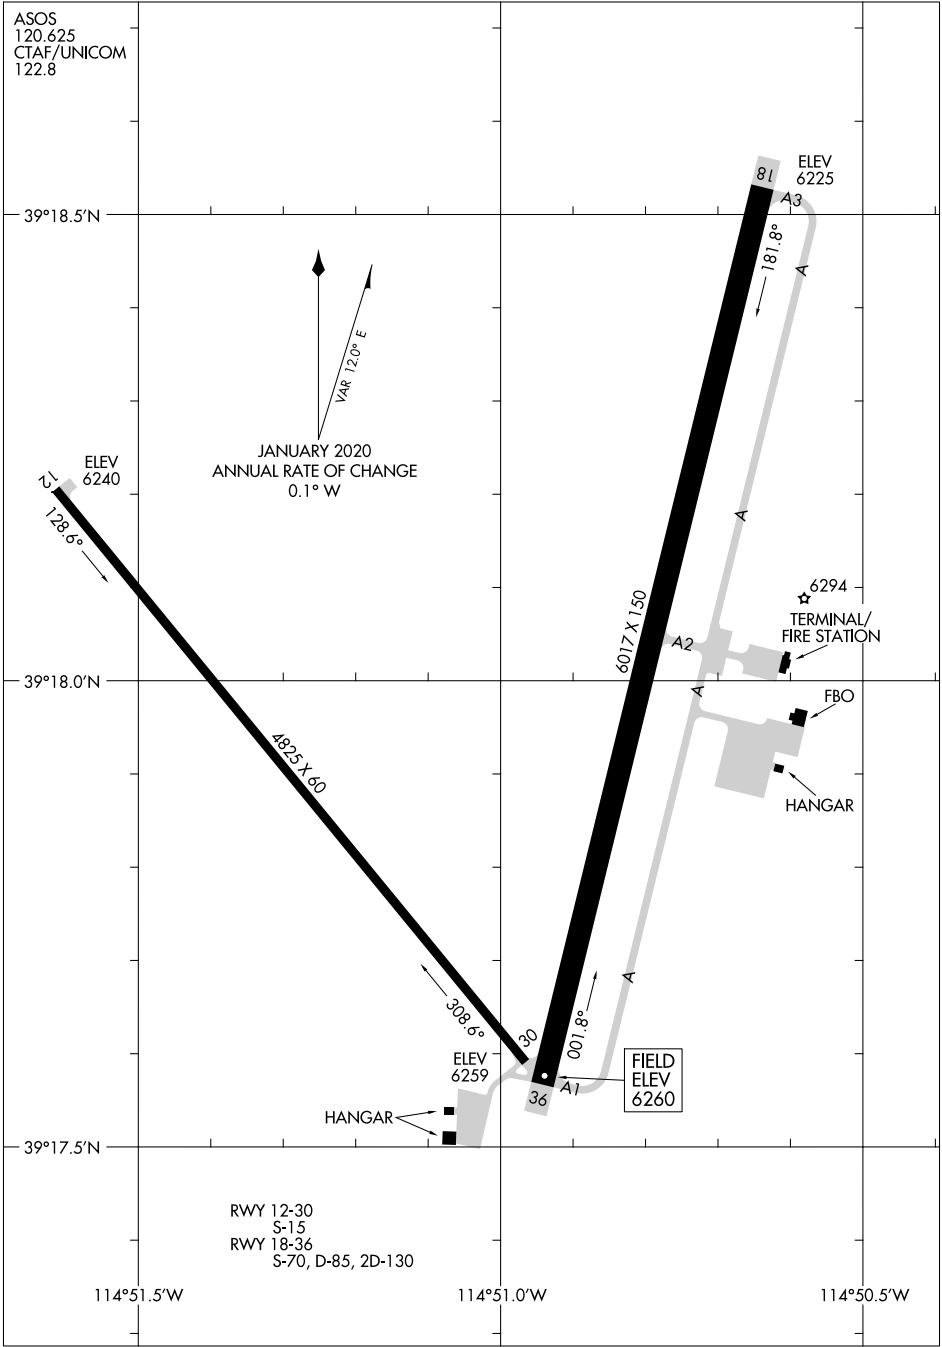 ASOS
120.625
CTAF/UNICOM
122.8
ELEV
6225
18
A3
39°18.5'N
181.8°
A
VAR 12.0° E
JANUARY 2020
ANNUAL RATE OF CHANGE
0.1° W
ELEV
6240
12
128.6°
A
6294
6017 X 150
TERMINAL/
FIRE STATION
A2
39°18.0'N
A
FBO
4825 X 60
HANGAR
A
308.6°
001.8°
30
ELEV
6259
FIELD
ELEV
6260
A1
36
HANGAR
39°17.5'N
RWY 12-30
S-15
RWY 18-36
S-70, D-85, 2D-130
114°51.5'W
114°51.0'W
114°50.5'W